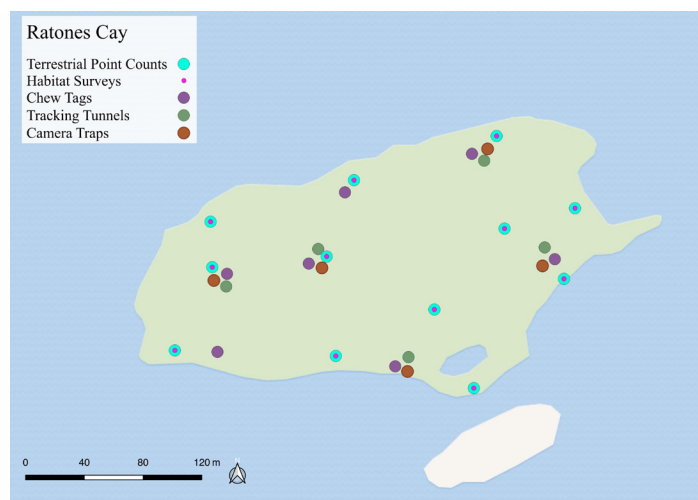 Ratones Cay
Terrestrial Point Counts
Habitat Surveys
Chew Tags
Tracking Tunnels
Camera Traps
0 40 80 120 m
N